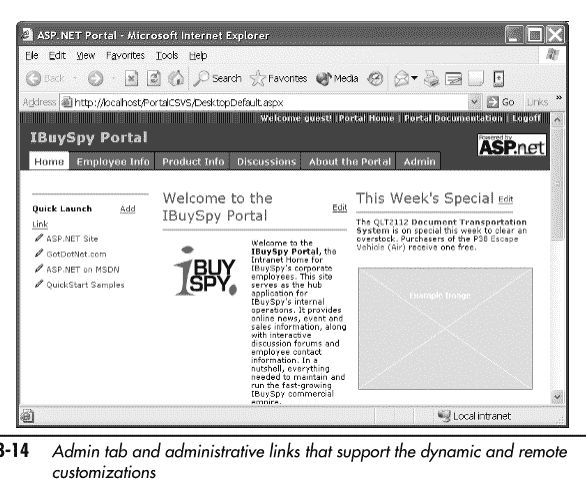 ASP.NET Portal - Microsoft Internet Explorer
File Edit View Favorites Tools Help
Back Search Favorites Media
Address http://localhost/PortalCSVS/DesktopDefault.aspx Go Links »
Welcome guest! | Portal Home | Portal Documentation | Logoff
IBuySpy Portal
Powered by
ASP.net
Home Employee Info Product Info Discussions About the Portal Admin
Quick Launch Add
Link
ASP.NET Site
GotDotNet.com
ASP.NET on MSDN
QuickStart Samples
Welcome to the
IBuySpy Portal Edit
iBUY
SPY.
Welcome to the
IBuySpy Portal, the
Intranet Home for
IBuySpy's corporate
employees. This site
serves as the hub
application for
IBuySpy's internal
operations. It provides
online news, event and
sales information, along
with interactive
discussion forums and
employee contact
information. In a
nutshell, everything
needed to maintain and
run the fast-growing
IBuySpy commercial
empire.
This Week's Special Edit
The QLT2112 Document Transportation
System is on special this week to clear an
overstock. Purchasers of the P38 Escape
Vehicle (Air) receive one free.
Example Image
Local intranet
3-14 Admin tab and administrative links that support the dynamic and remote
customizations